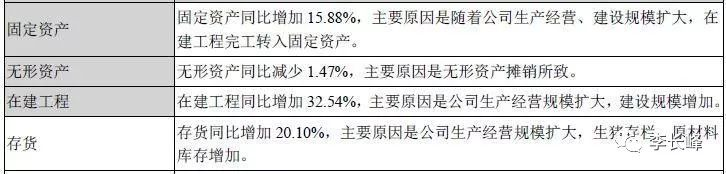 固定资产
固定资产同比增加 15.88%，主要原因是随着公司生产经营、建设规模扩大，在
建工程完工转入固定资产。
无形资产
无形资产同比减少 1.47%，主要原因是无形资产摊销所致。
在建工程
在建工程同比增加 32.54%，主要原因是公司生产经营规模扩大，建设规模增加。
存货
存货同比增加 20.10%，主要原因是公司生产经营规模扩大，生猪存栏、原材料
库存增加。
李长峰